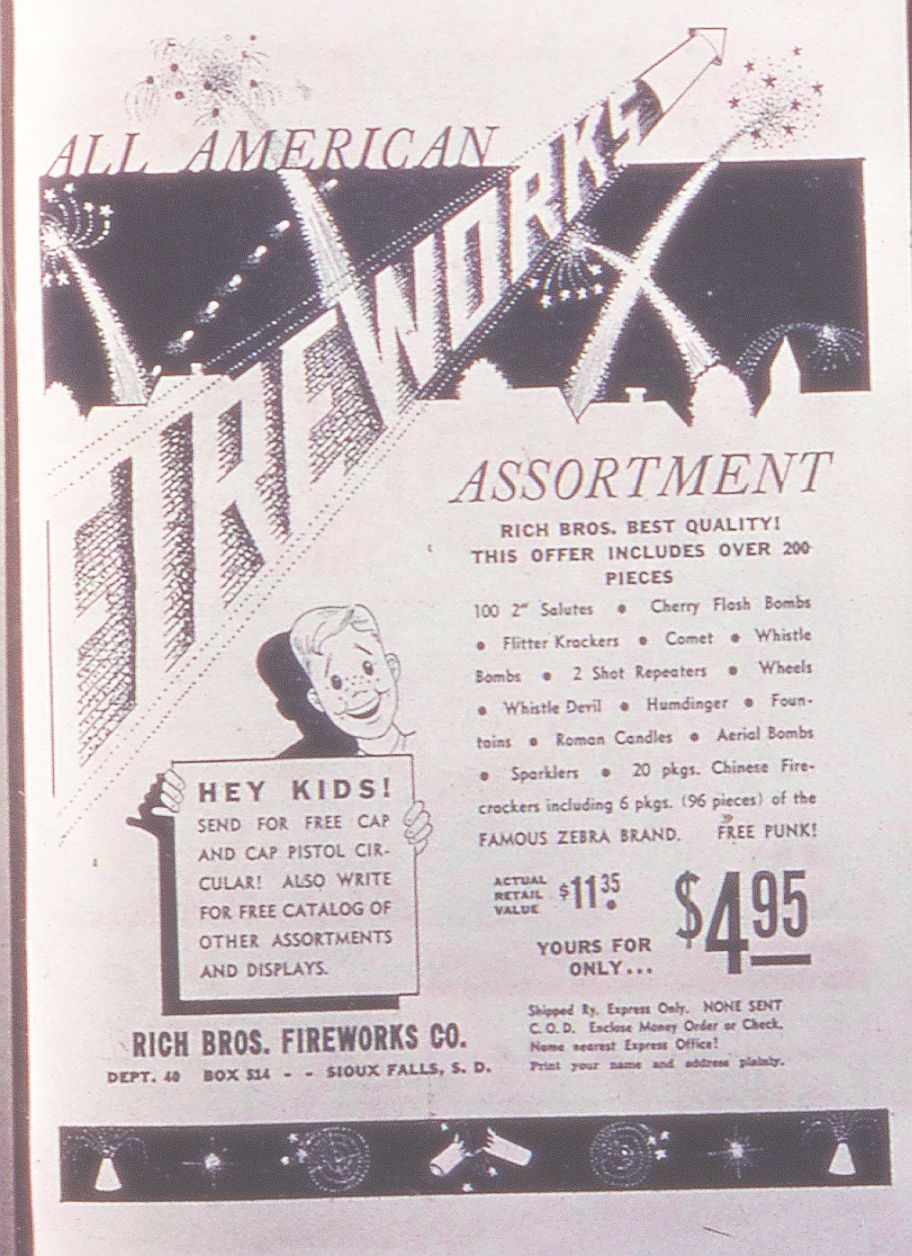 ALL AMERICAN
FIREWORKS
ASSORTMENT
RICH BROS. BEST QUALITY!
THIS OFFER INCLUDES OVER 200
PIECES
100 2" Salutes • Cherry Flash Bombs
• Flitter Krackers • Comet • Whistle
Bombs • 2 Shot Repeaters • Wheels
• Whistle Devil • Humdinger • Foun-
tains • Roman Candles • Aerial Bombs
• Sparklers • 20 pkgs. Chinese Fire-
crackers including 6 pkgs. (96 pieces) of the
FAMOUS ZEBRA BRAND. FREE PUNK!
ACTUAL
RETAIL
VALUE
$11.35
YOURS FOR
ONLY...
$4.95
Shipped Ry. Express Only. NONE SENT
C. O. D. Enclose Money Order or Check.
Name nearest Express Office!
Print your name and address plainly.
HEY KIDS!
SEND FOR FREE CAP
AND CAP PISTOL CIR-
CULAR! ALSO WRITE
FOR FREE CATALOG OF
OTHER ASSORTMENTS
AND DISPLAYS.
RICH BROS. FIREWORKS CO.
DEPT. 40 BOX 514 - - SIOUX FALLS, S. D.